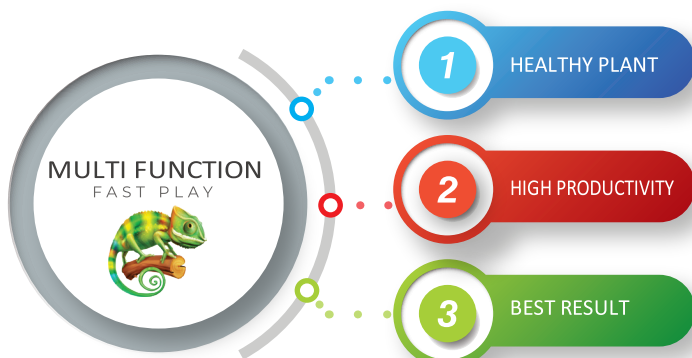 MULTI FUNCTION
FAST PLAY
1
HEALTHY PLANT
2
HIGH PRODUCTIVITY
3
BEST RESULT